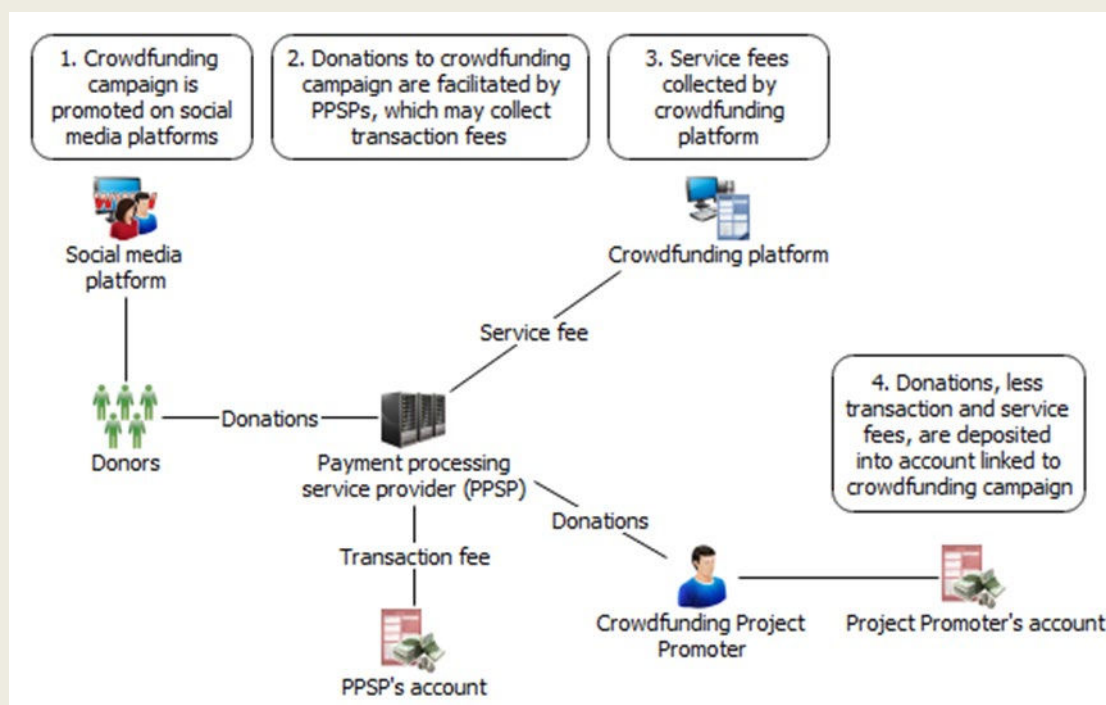 1. Crowdfunding
campaign is
promoted on social
media platforms
2. Donations to crowdfunding
campaign are facilitated by
PPSPs, which may collect
transaction fees
3. Service fees
collected by
crowdfunding
platform
Social media
platform
Crowdfunding platform
Service fee
4. Donations, less
transaction and service
fees, are deposited
into account linked to
crowdfunding campaign
Donations
Donors
Payment processing
service provider (PPSP)
Donations
Transaction fee
Crowdfunding Project
Promoter
Project Promoter's account
PPSP's account